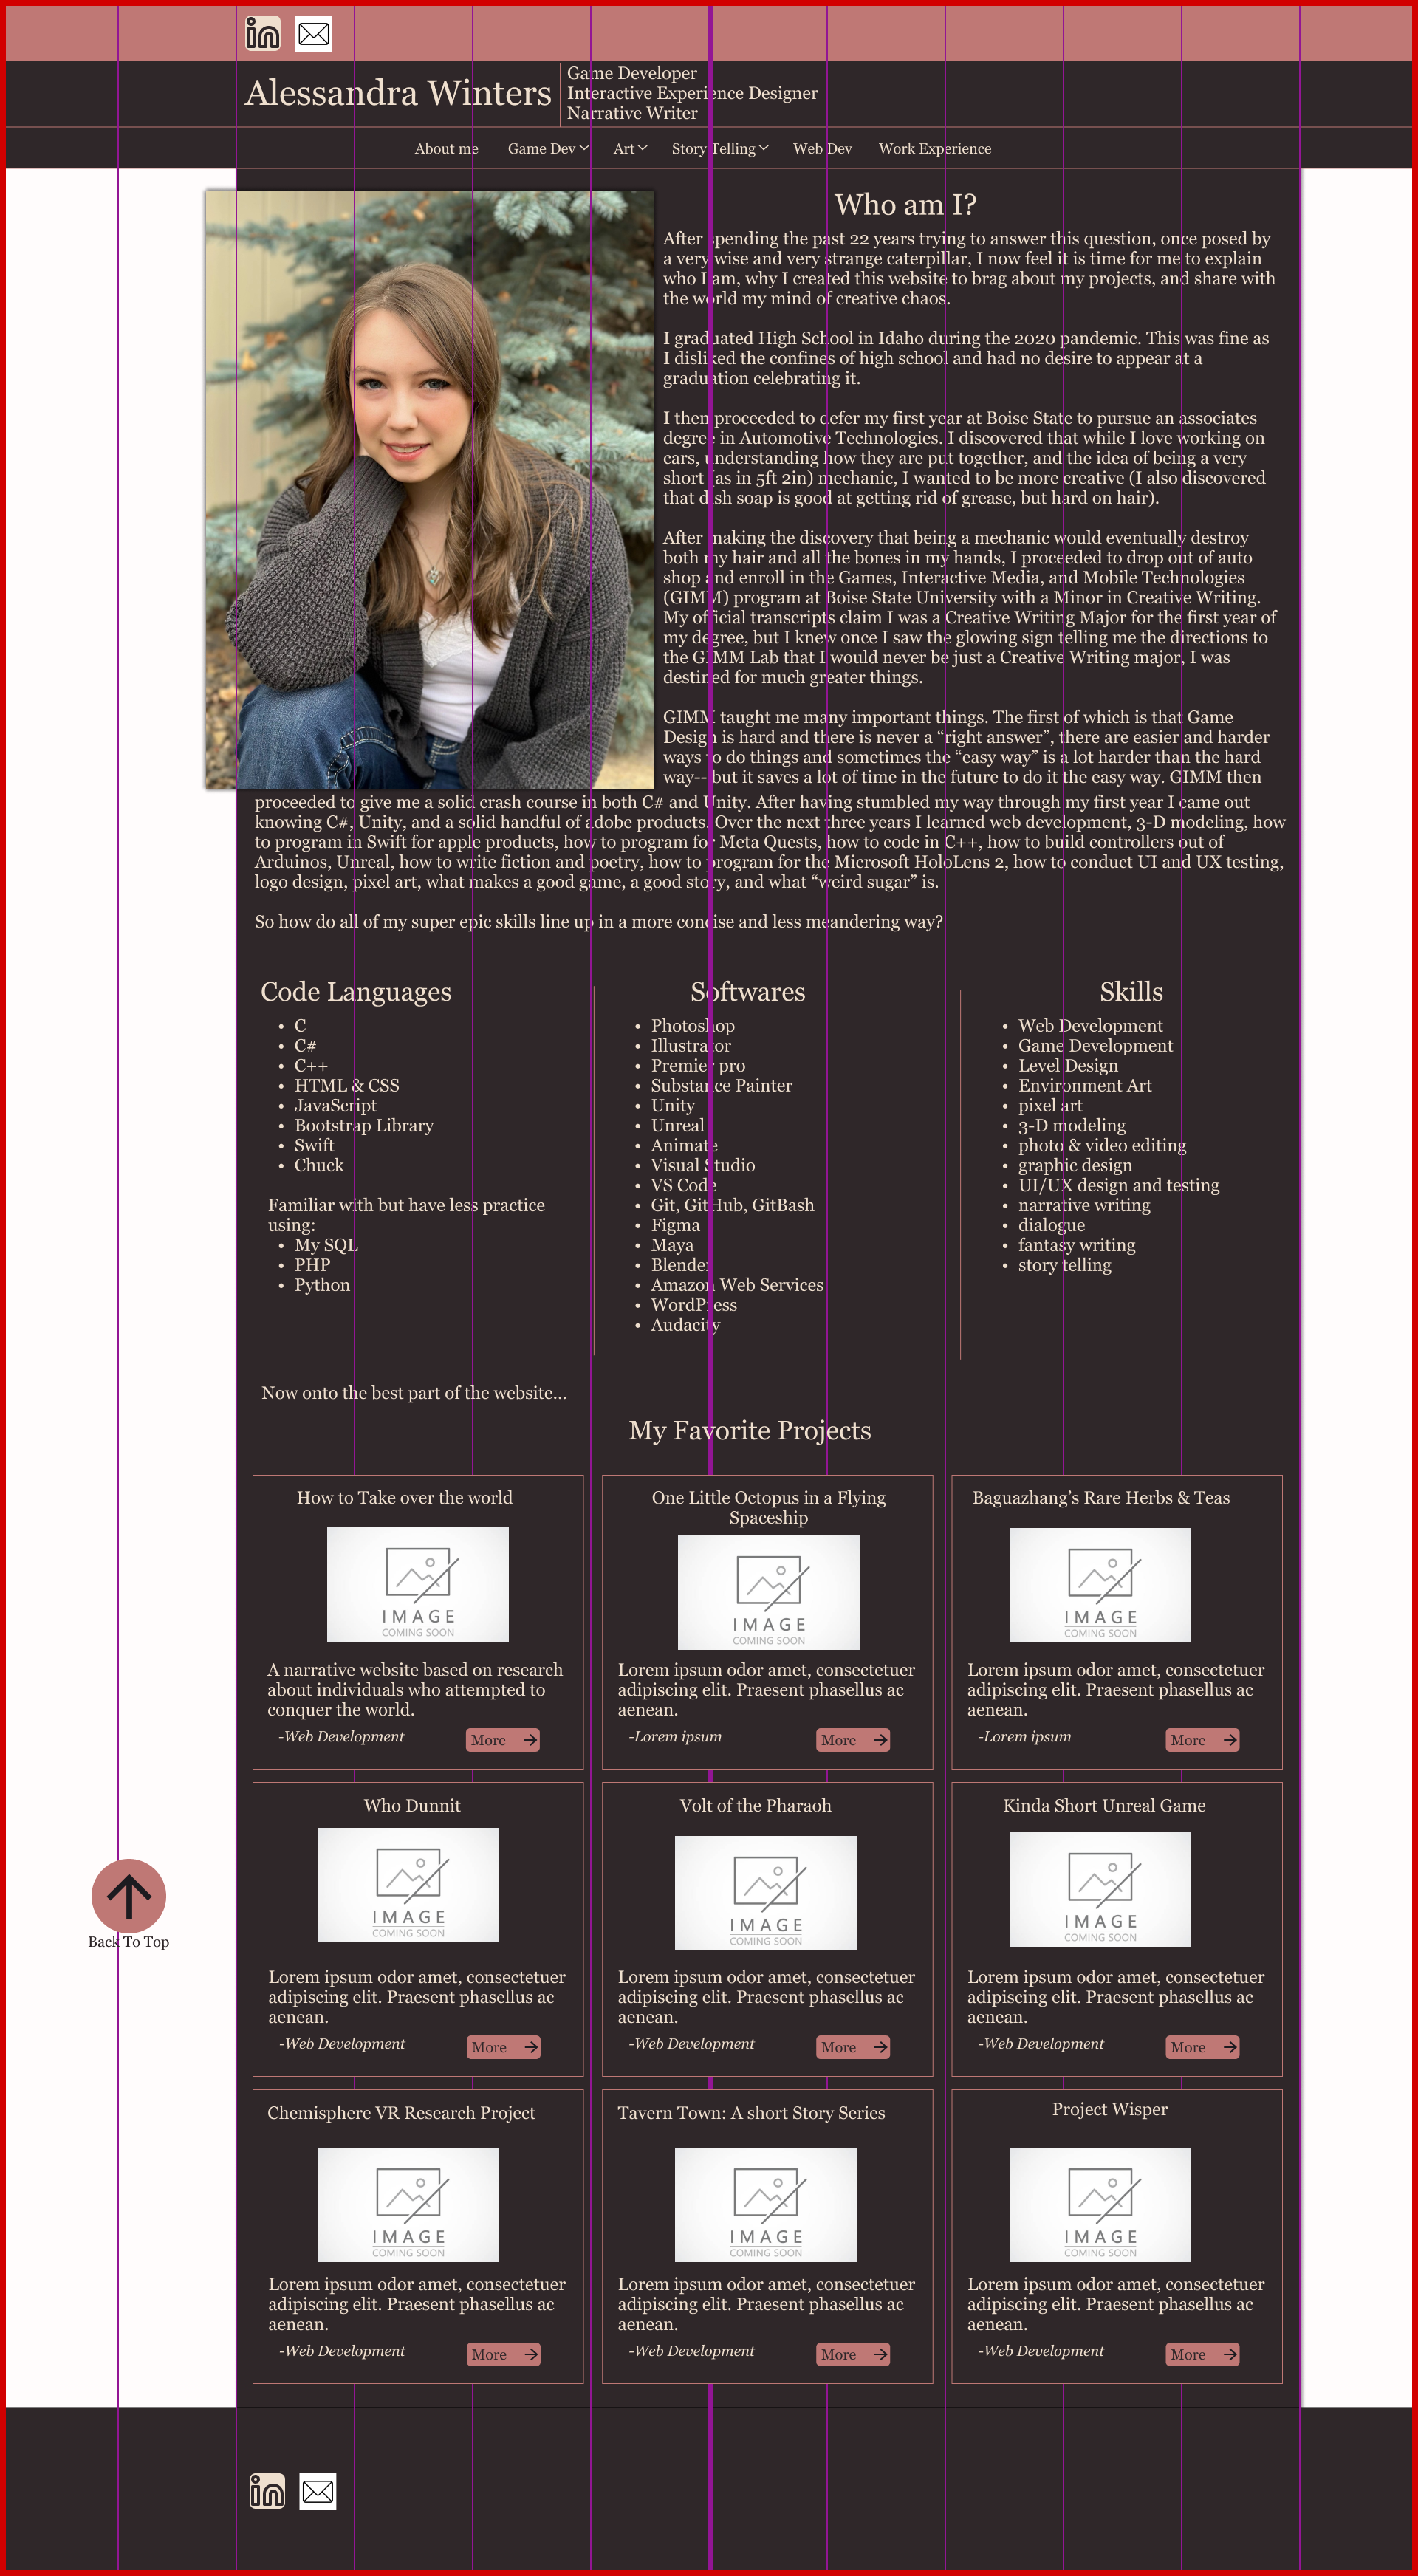 in
Alessandra Winters
Game Developer
Interactive Experience Designer
Narrative Writer
About me
Game Dev
Art
Story Telling
Web Dev
Work Experience
Who am I?
After spending the past 22 years trying to answer this question, once posed by
a very wise and very strange caterpillar, I now feel it is time for me to explain
who I am, why I created this website to brag about my projects, and share with
the world my mind of creative chaos.
I graduated High School in Idaho during the 2020 pandemic. This was fine as
I disliked the confines of high school and had no desire to appear at a
graduation celebrating it.
I then proceeded to defer my first year at Boise State to pursue an associates
degree in Automotive Technologies. I discovered that while I love working on
cars, understanding how they are put together, and the idea of being a very
short (as in 5ft 2in) mechanic, I wanted to be more creative (I also discovered
that dish soap is good at getting rid of grease, but hard on hair).
After making the discovery that being a mechanic would eventually destroy
both my hair and all the bones in my hands, I proceeded to drop out of auto
shop and enroll in the Games, Interactive Media, and Mobile Technologies
(GIMM) program at Boise State University with a Minor in Creative Writing.
My official transcripts claim I was a Creative Writing Major for the first year of
my degree, but I knew once I saw the glowing sign telling me the directions to
the GIMM Lab that I would never be just a Creative Writing major, I was
destined for much greater things.
GIMM taught me many important things. The first of which is that Game
Design is hard and there is never a “right answer”, there are easier and harder
ways to do things and sometimes the “easy way” is a lot harder than the hard
way-- but it saves a lot of time in the future to do it the easy way. GIMM then
proceeded to give me a solid crash course in both C# and Unity. After having stumbled my way through my first year I came out
knowing C#, Unity, and a solid handful of adobe products. Over the next three years I learned web development, 3-D modeling, how
to program in Swift for apple products, how to program for Meta Quests, how to code in C++, how to build controllers out of
Arduinos, Unreal, how to write fiction and poetry, how to program for the Microsoft HoloLens 2, how to conduct UI and UX testing,
logo design, pixel art, what makes a good game, a good story, and what “weird sugar” is.
So how do all of my super epic skills line up in a more concise and less meandering way?
Code Languages
• C
• C#
• C++
• HTML & CSS
• JavaScript
• Bootstrap Library
• Swift
• Chuck
Familiar with but have less practice
using:
• My SQL
• PHP
• Python
Softwares
• Photoshop
• Illustrator
• Premier pro
• Substance Painter
• Unity
• Unreal
• Animate
• Visual Studio
• VS Code
• Git, GitHub, GitBash
• Figma
• Maya
• Blender
• Amazon Web Services
• WordPress
• Audacity
Skills
• Web Development
• Game Development
• Level Design
• Environment Art
• pixel art
• 3-D modeling
• photo & video editing
• graphic design
• UI/UX design and testing
• narrative writing
• dialogue
• fantasy writing
• story telling
Now onto the best part of the website...
My Favorite Projects
How to Take over the world
IMAGE
COMING SOON
A narrative website based on research
about individuals who attempted to
conquer the world.
-Web Development
More
One Little Octopus in a Flying
Spaceship
IMAGE
COMING SOON
Lorem ipsum odor amet, consectetuer
adipiscing elit. Praesent phasellus ac
aenean.
-Lorem ipsum
More
Baguazhang’s Rare Herbs & Teas
IMAGE
COMING SOON
Lorem ipsum odor amet, consectetuer
adipiscing elit. Praesent phasellus ac
aenean.
-Lorem ipsum
More
Who Dunnit
IMAGE
COMING SOON
Lorem ipsum odor amet, consectetuer
adipiscing elit. Praesent phasellus ac
aenean.
-Web Development
More
Volt of the Pharaoh
IMAGE
COMING SOON
Lorem ipsum odor amet, consectetuer
adipiscing elit. Praesent phasellus ac
aenean.
-Web Development
More
Kinda Short Unreal Game
IMAGE
COMING SOON
Lorem ipsum odor amet, consectetuer
adipiscing elit. Praesent phasellus ac
aenean.
-Web Development
More
Back To Top
Chemisphere VR Research Project
IMAGE
COMING SOON
Lorem ipsum odor amet, consectetuer
adipiscing elit. Praesent phasellus ac
aenean.
-Web Development
More
Tavern Town: A short Story Series
IMAGE
COMING SOON
Lorem ipsum odor amet, consectetuer
adipiscing elit. Praesent phasellus ac
aenean.
-Web Development
More
Project Wisper
IMAGE
COMING SOON
Lorem ipsum odor amet, consectetuer
adipiscing elit. Praesent phasellus ac
aenean.
-Web Development
More
in